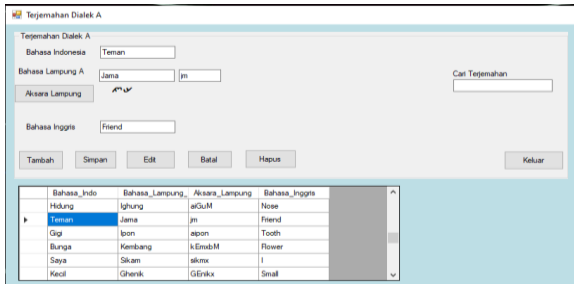 Terjemahan Dialek A
Terjemahan Dialek A
Bahasa Indonesia Teman
Bahasa Lampung A Jama jm Cari Terjemahan
Aksara Lampung
Bahasa Inggris Friend
Tambah Simpan Edit Batal Hapus Keluar
Bahasa_Indo Bahasa_Lampung_ Aksara_Lampung Bahasa_Inggris
Hidung Ighung aiGuM Nose
Teman Jama jm Friend
Gigi Ipon aipon Tooth
Bunga Kembang kEmxbM Flower
Saya Sikam sikmx I
Kecil Ghenik GEnikx Small